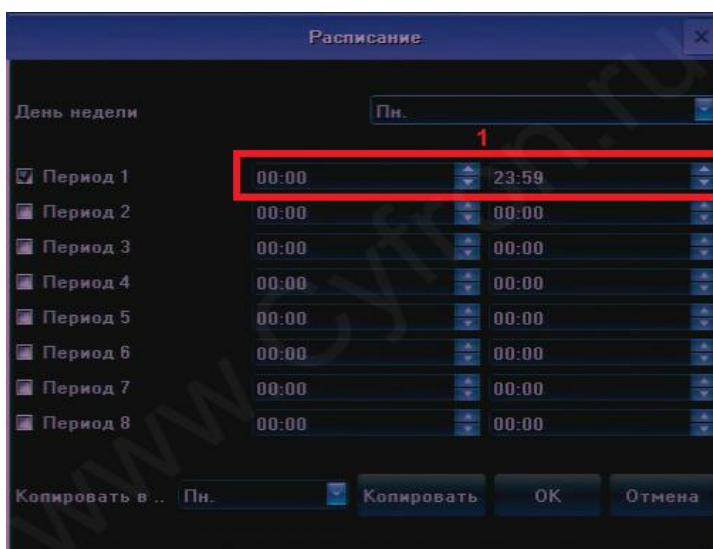 Расписание
День недели Пн.
1
Период 1 00:00 23:59
Период 2 00:00 00:00
Период 3 00:00 00:00
Период 4 00:00 00:00
Период 5 00:00 00:00
Период 6 00:00 00:00
Период 7 00:00 00:00
Период 8 00:00 00:00
Копировать в .. Пн. Копировать OK Отмена
www.Cyfron.ru